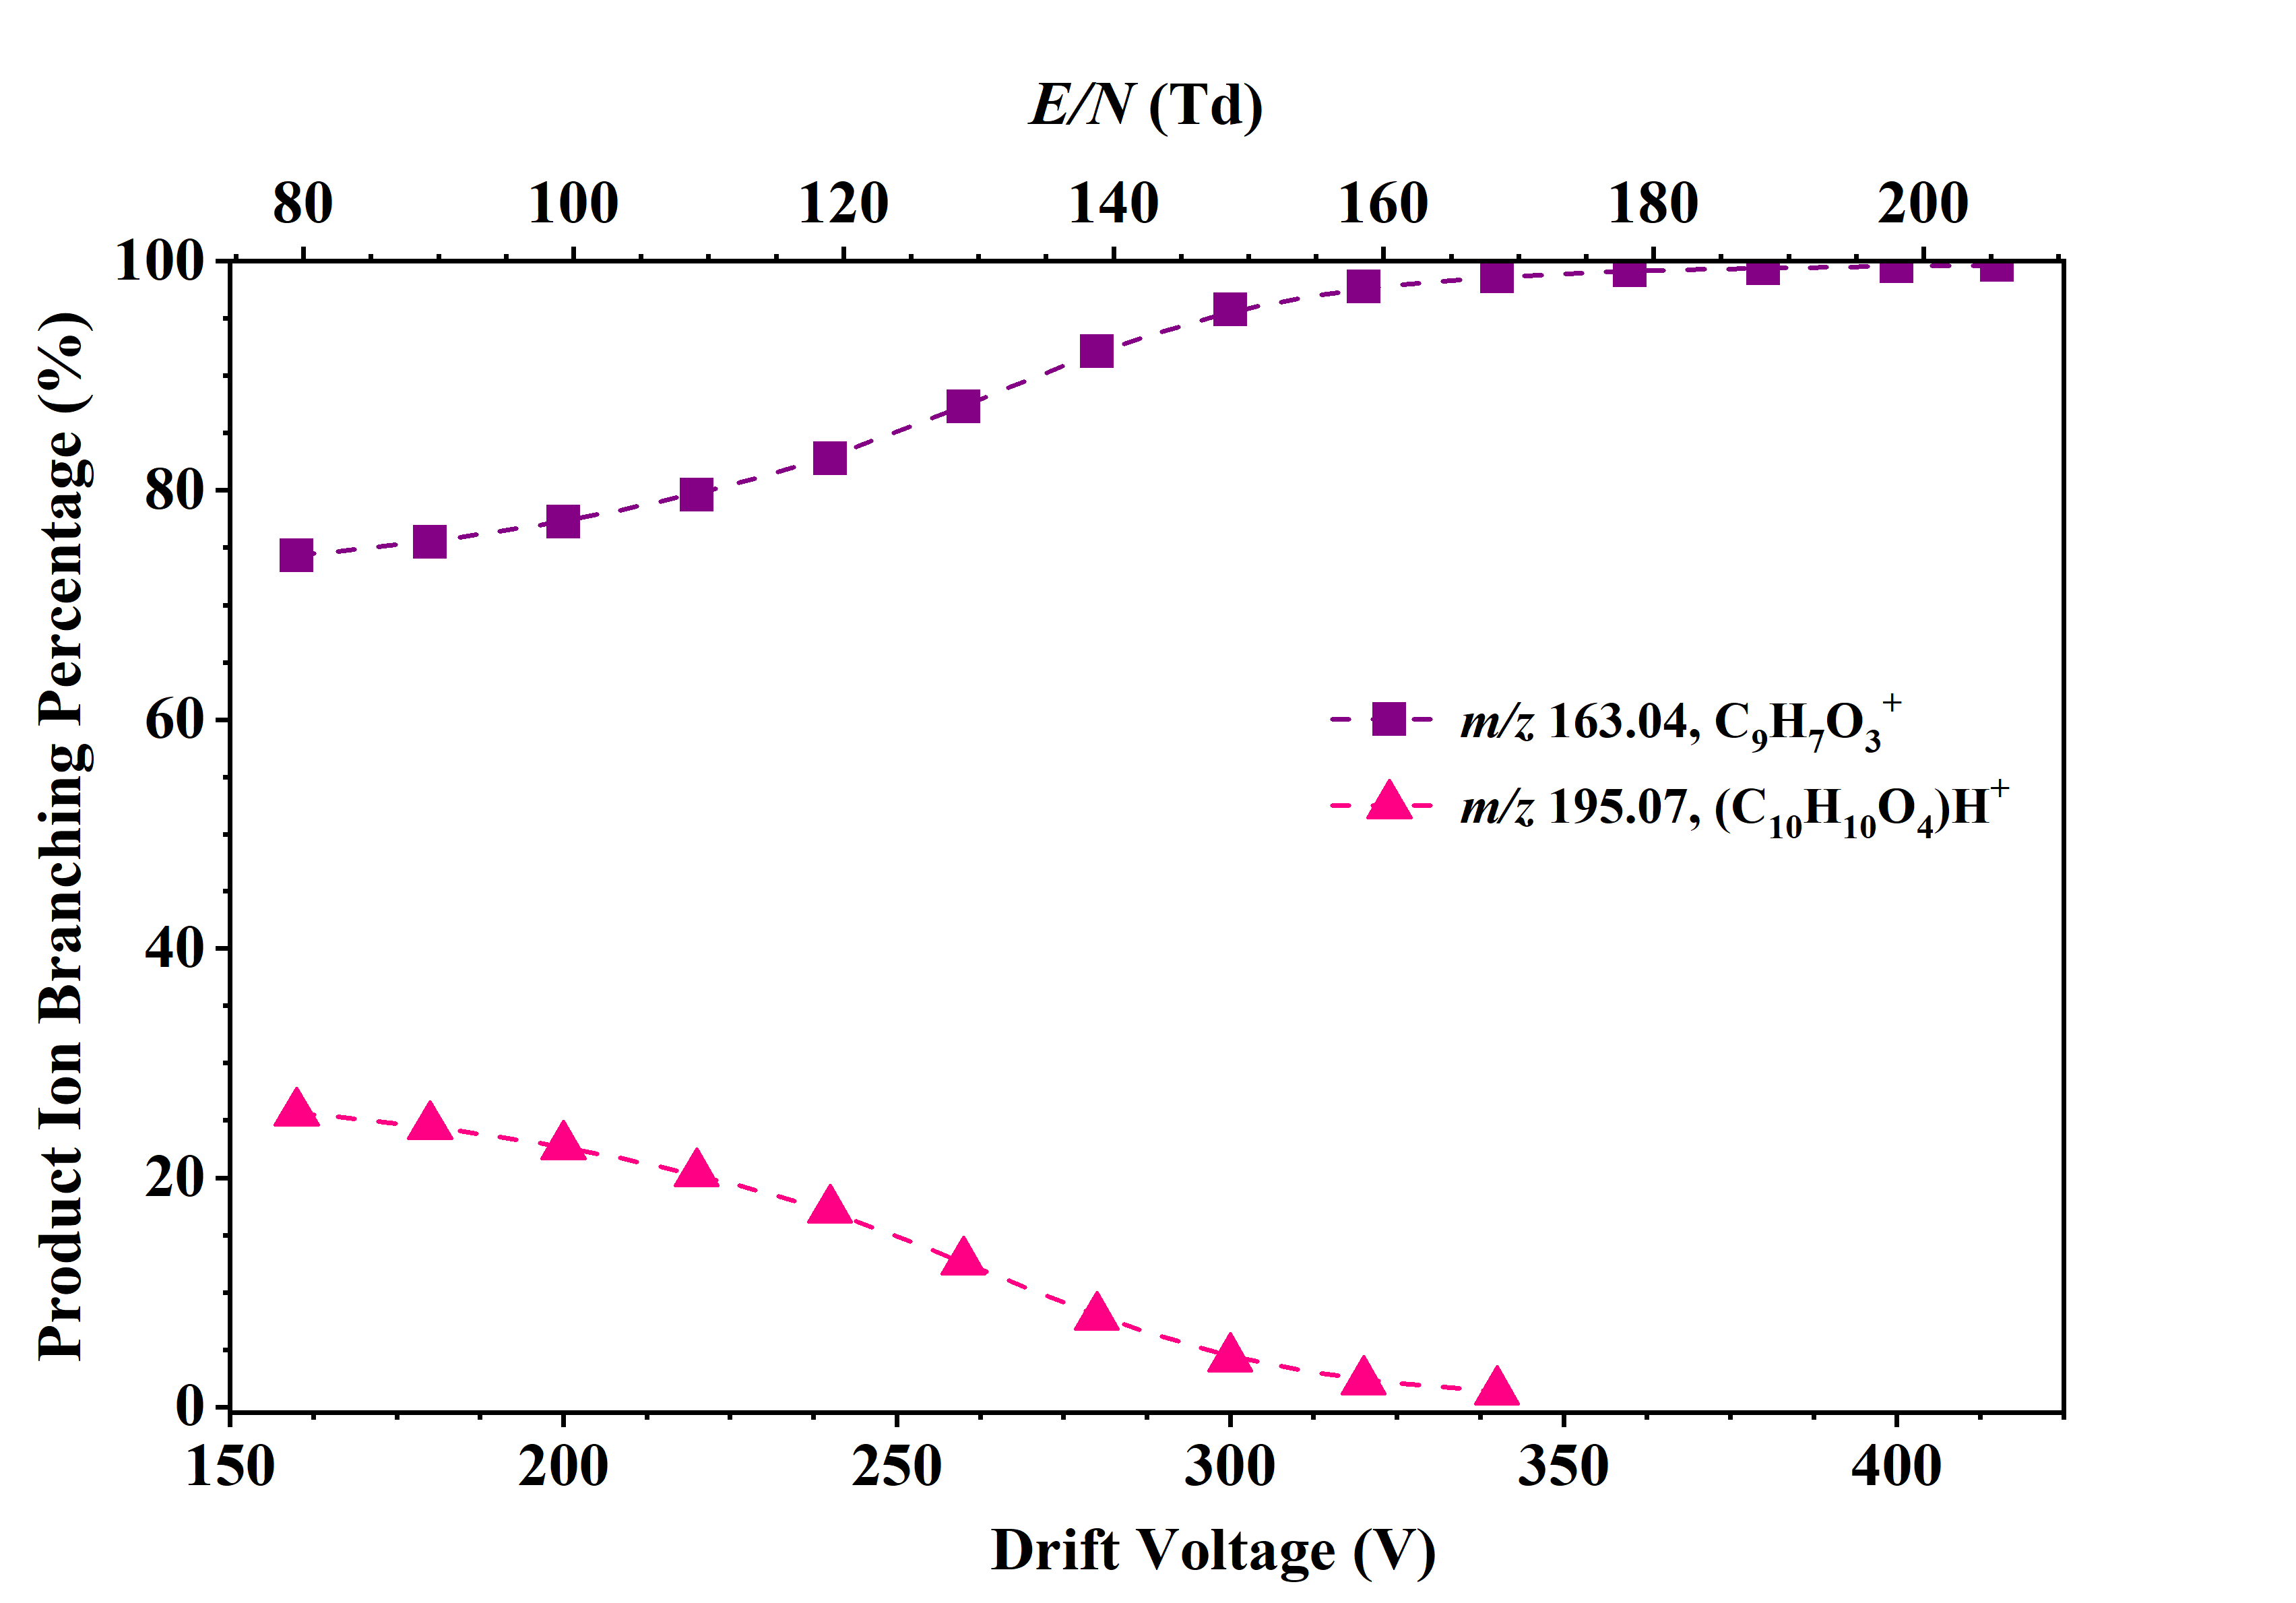 E/N (Td)
80 100 120 140 160 180 200
Product Ion Branching Percentage (%)
100
80
60
40
20
0
m/z 163.04, C₉H₇O₃⁺
m/z 195.07, (C₁₀H₁₀O₄)H⁺
150 200 250 300 350 400
Drift Voltage (V)